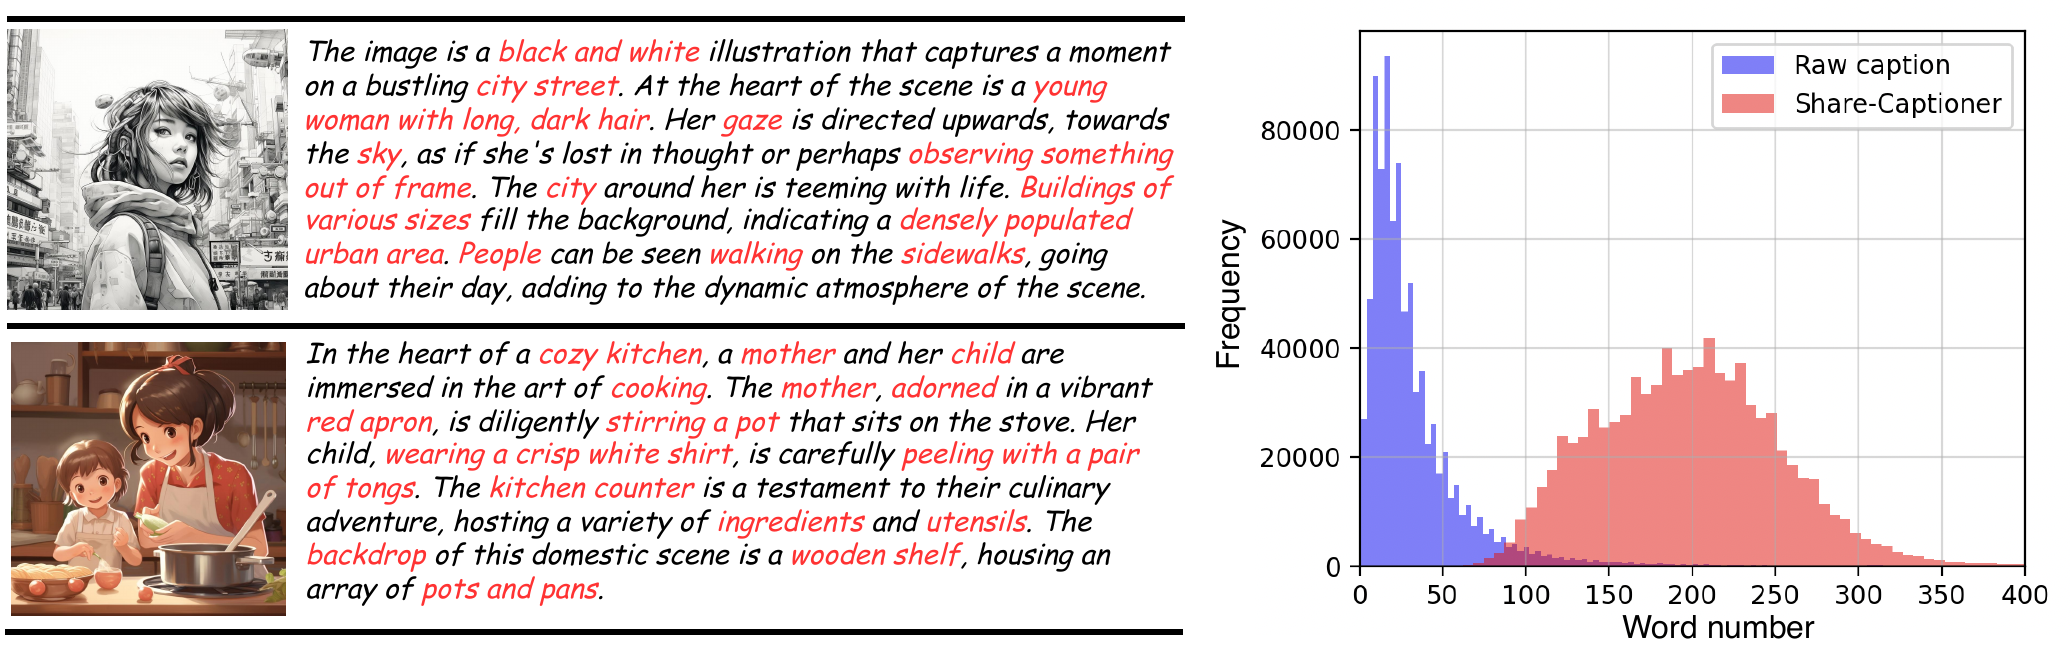 The image is a black and white illustration that captures a moment
on a bustling city street. At the heart of the scene is a young
woman with long, dark hair. Her gaze is directed upwards, towards
the sky, as if she's lost in thought or perhaps observing something
out of frame. The city around her is teeming with life. Buildings of
various sizes fill the background, indicating a densely populated
urban area. People can be seen walking on the sidewalks, going
about their day, adding to the dynamic atmosphere of the scene.
In the heart of a cozy kitchen, a mother and her child are
immersed in the art of cooking. The mother, adorned in a vibrant
red apron, is diligently stirring a pot that sits on the stove. Her
child, wearing a crisp white shirt, is carefully peeling with a pair
of tongs. The kitchen counter is a testament to their culinary
adventure, hosting a variety of ingredients and utensils. The
backdrop of this domestic scene is a wooden shelf, housing an
array of pots and pans.
Raw caption
Share-Captioner
Frequency
80000
60000
40000
20000
0
0 50 100 150 200 250 300 350 400
Word number